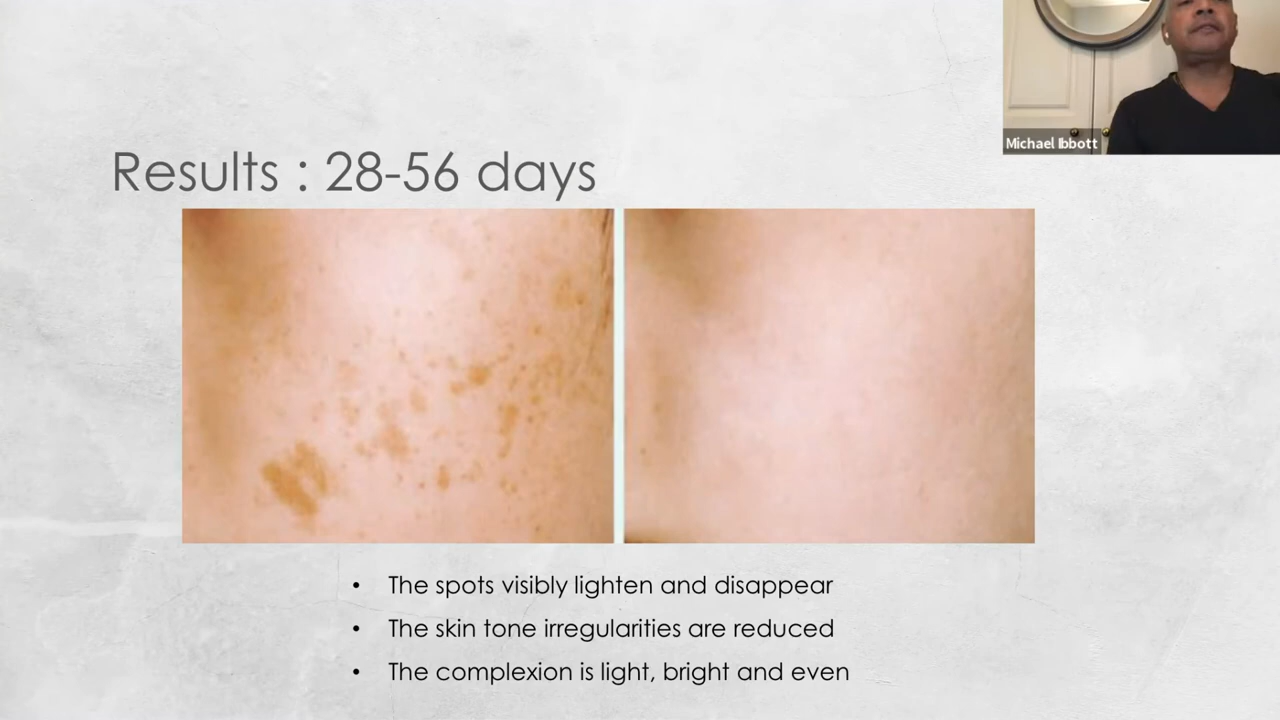 Michael Ibbott
Results : 28-56 days
• The spots visibly lighten and disappear
• The skin tone irregularities are reduced
• The complexion is light, bright and even